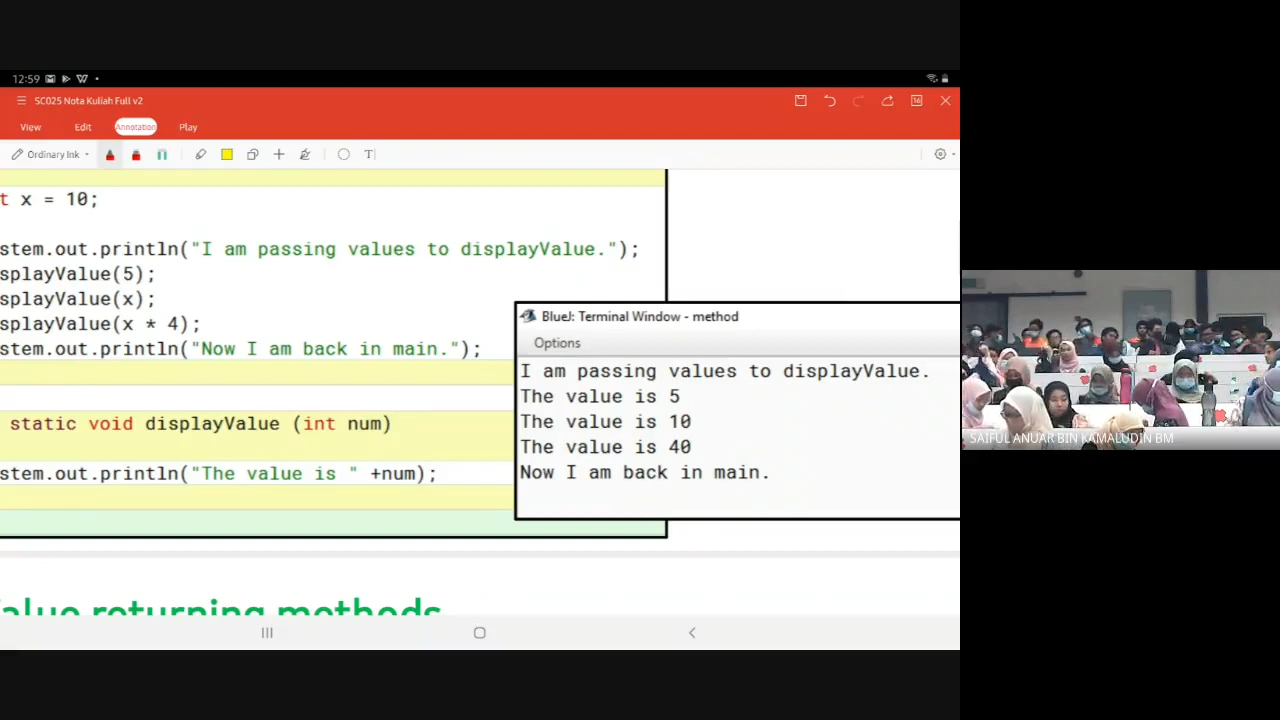 12:59
SC025 Nota Kuliah Full v2
16
View Edit Annotation Play
Ordinary Ink
T
t x = 10;
stem.out.println("I am passing values to displayValue.");
splayValue(5);
splayValue(x);
splayValue(x * 4);
stem.out.println("Now I am back in main.");
static void displayValue (int num)
stem.out.println("The value is " +num);
BlueJ: Terminal Window - method
Options
I am passing values to displayValue.
The value is 5
The value is 10
The value is 40
Now I am back in main.
alue returning methods
SAIFUL ANUAR BIN KAMALUDIN BM